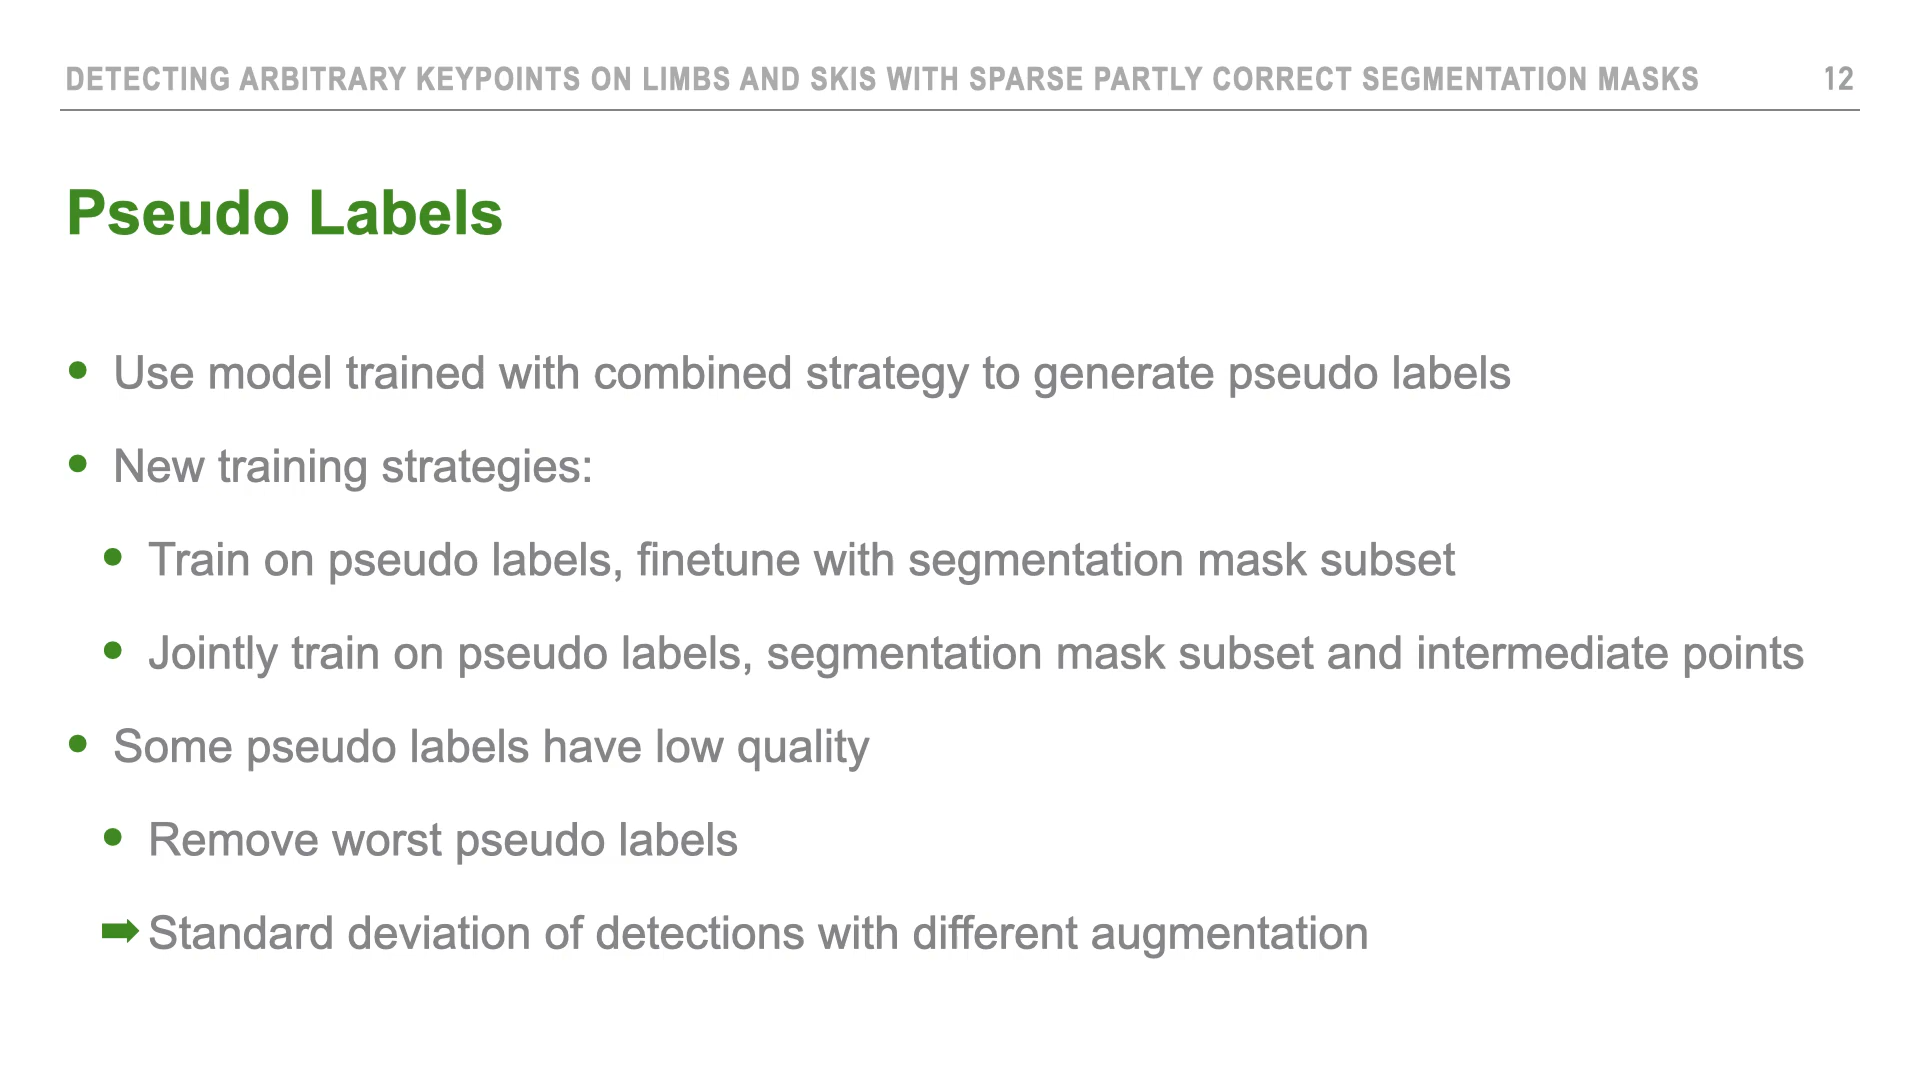 DETECTING ARBITRARY KEYPOINTS ON LIMBS AND SKIS WITH SPARSE PARTLY CORRECT SEGMENTATION MASKS 12
Pseudo Labels
• Use model trained with combined strategy to generate pseudo labels
• New training strategies:
• Train on pseudo labels, finetune with segmentation mask subset
• Jointly train on pseudo labels, segmentation mask subset and intermediate points
• Some pseudo labels have low quality
• Remove worst pseudo labels
➡ Standard deviation of detections with different augmentation